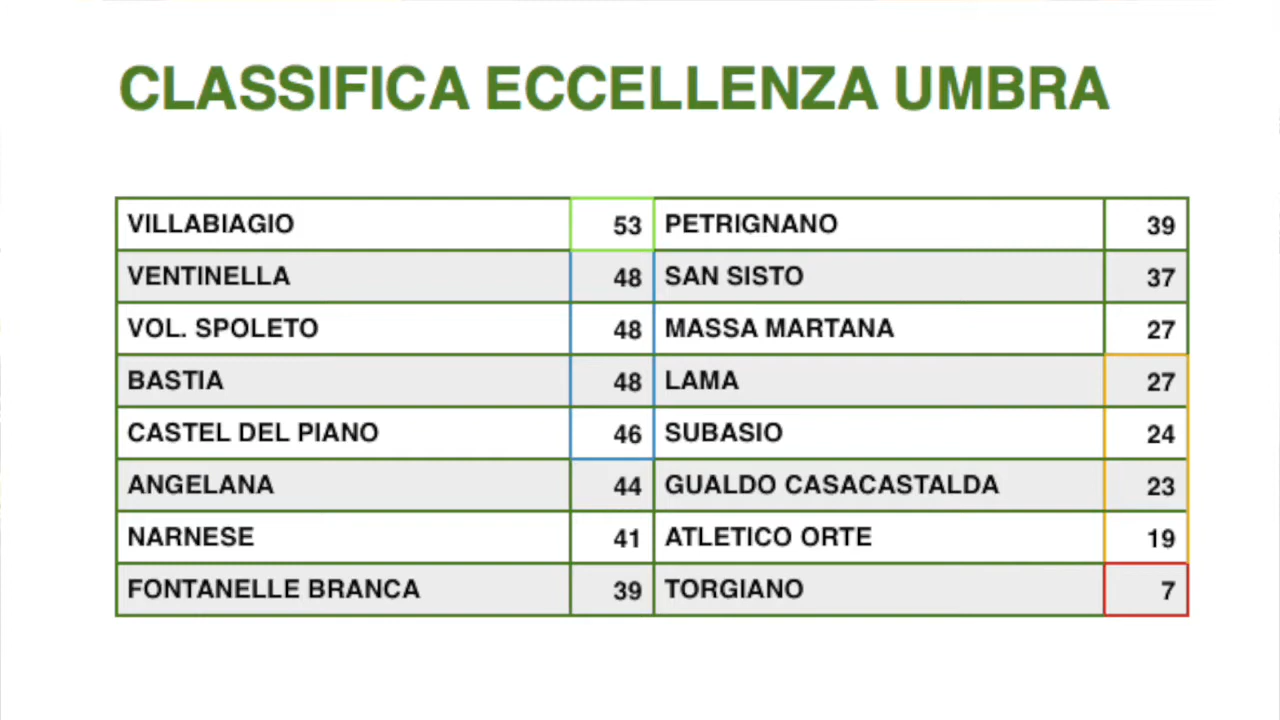 CLASSIFICA ECCELLENZA UMBRA
VILLABIAGIO 53 PETRIGNANO 39
VENTINELLA 48 SAN SISTO 37
VOL. SPOLETO 48 MASSA MARTANA 27
BASTIA 48 LAMA 27
CASTEL DEL PIANO 46 SUBASIO 24
ANGELANA 44 GUALDO CASACASTALDA 23
NARNESE 41 ATLETICO ORTE 19
FONTANELLE BRANCA 39 TORGIANO 7